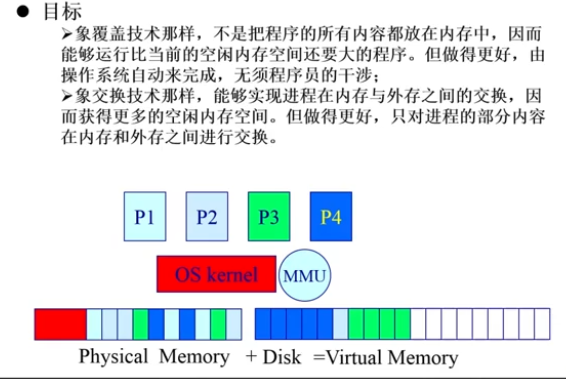 ● 目标
➢象覆盖技术那样，不是把程序的所有内容都放在内存中，因而
能够运行比当前的空闲内存空间还要大的程序。但做得更好，由
操作系统自动来完成，无须程序员的干涉；
➢象交换技术那样，能够实现进程在内存与外存之间的交换，因
而获得更多的空闲内存空间。但做得更好，只对进程的部分内容
在内存和外存之间进行交换。
P1 P2 P3 P4
OS kernel MMU
Physical Memory + Disk =Virtual Memory